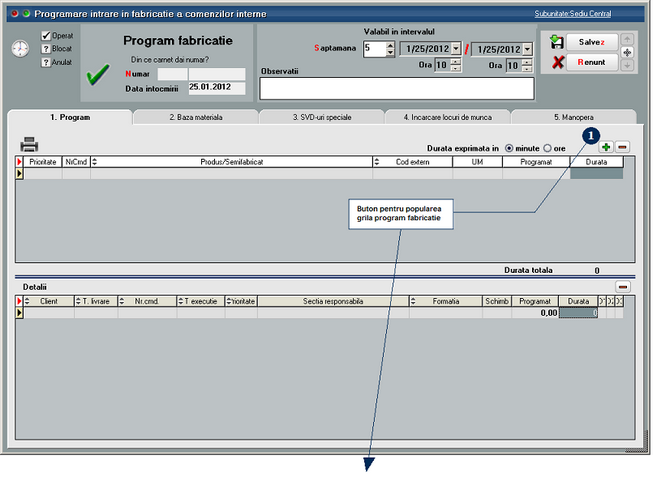 Programare intrare in fabricatie a comenzilor interne
Subunitate:Sediu Central
Operat
Blocat
Anulat
Program fabricatie
Din ce carnet dai numar?
Numar
Data intocmirii 25.01.2012
Valabil in intervalul
Saptamana 5 1/25/2012 / 1/25/2012
Ora 10 Ora 10
Observatii
Salvez
Renunt
1. Program 2. Baza materiala 3. SVD-uri speciale 4. Incarcare locuri de munca 5. Manopera
1
Durata exprimata in minute ore
Prioritate NrCmd Produs/Semifabricat Cod extern UM Programat Durata
Buton pentru popularea
grila program fabricatie
Durata totala 0
Detalii
Client T. livrare Nr.cmd. T executie Prioritate Sectia responsabila Formatia Schimb Programat Durata
0,00 0